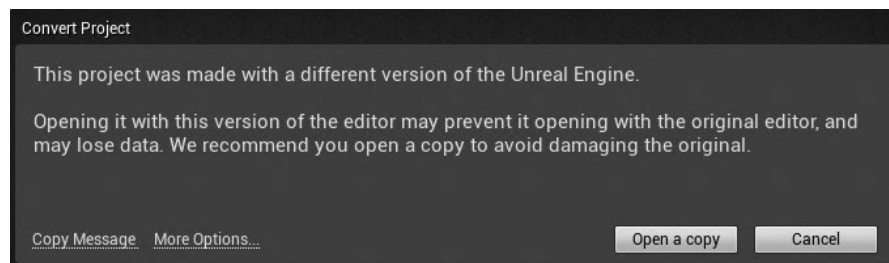 Convert Project
This project was made with a different version of the Unreal Engine.
Opening it with this version of the editor may prevent it opening with the original editor, and
may lose data. We recommend you open a copy to avoid damaging the original.
Copy Message More Options... Open a copy Cancel